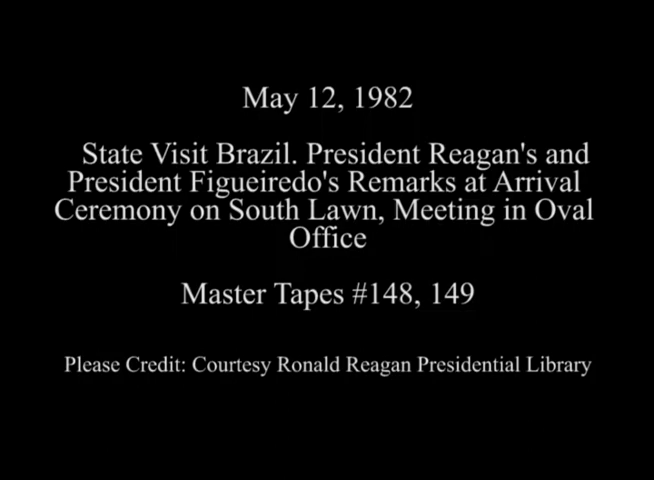 May 12, 1982
State Visit Brazil. President Reagan's and
President Figueiredo's Remarks at Arrival
Ceremony on South Lawn, Meeting in Oval
Office
Master Tapes #148, 149
Please Credit: Courtesy Ronald Reagan Presidential Library